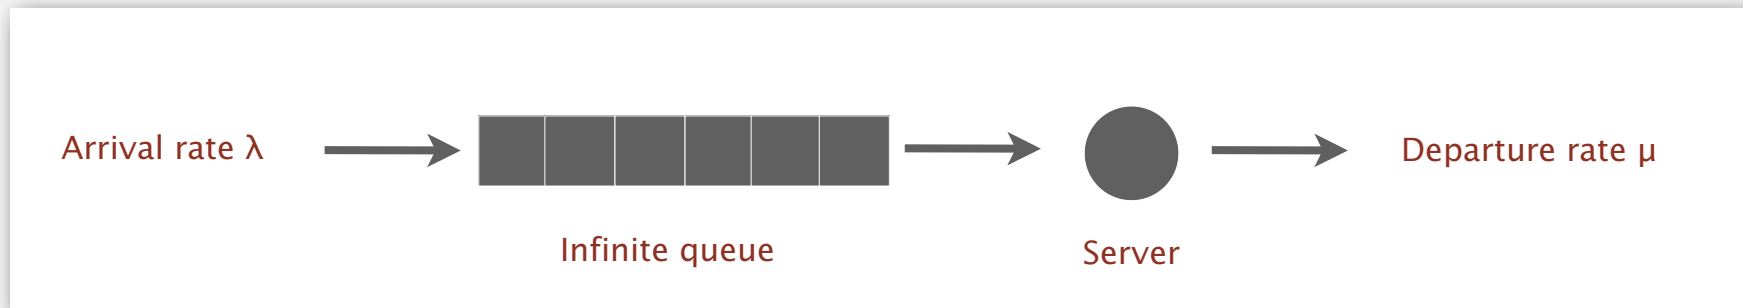 Arrival rate λ
Departure rate μ
Infinite queue
Server